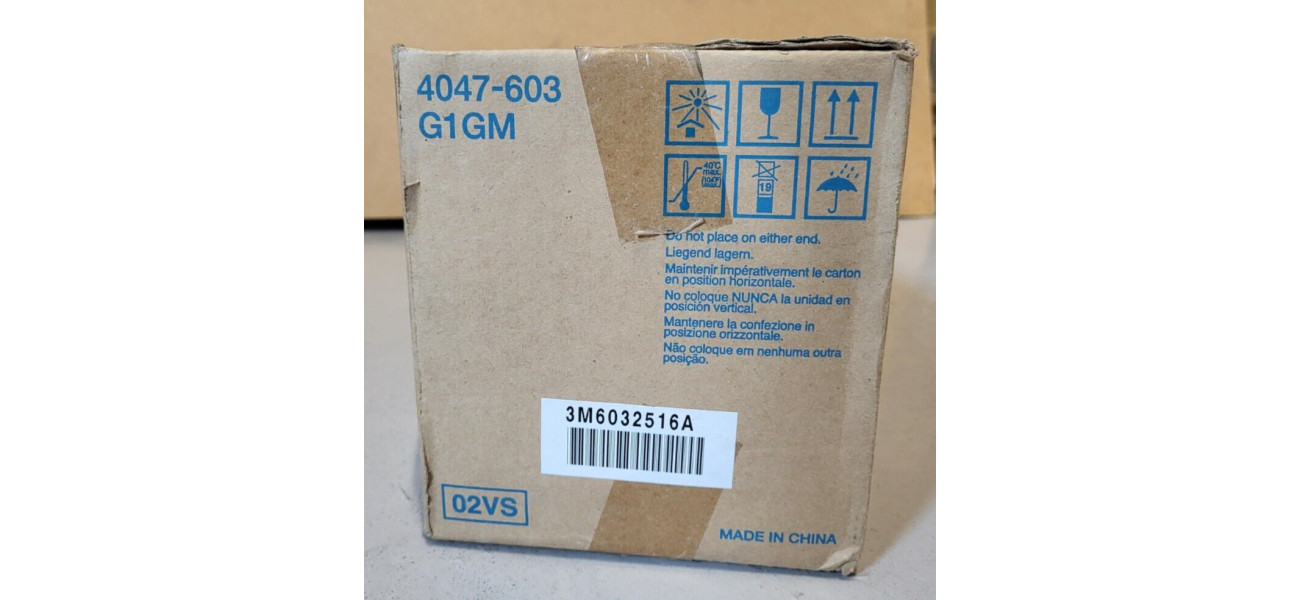 4047-603
G1GM
40°C
max.
104°F
max.
19
Do not place on either end.
Liegend lagern.
Maintenir impérativement le carton
en position horizontale.
No coloque NUNCA la unidad en
posición vertical.
Mantenere la confezione in
posizione orizzontale.
Não coloque em nenhuma outra
posição.
3M6032516A
02VS
MADE IN CHINA